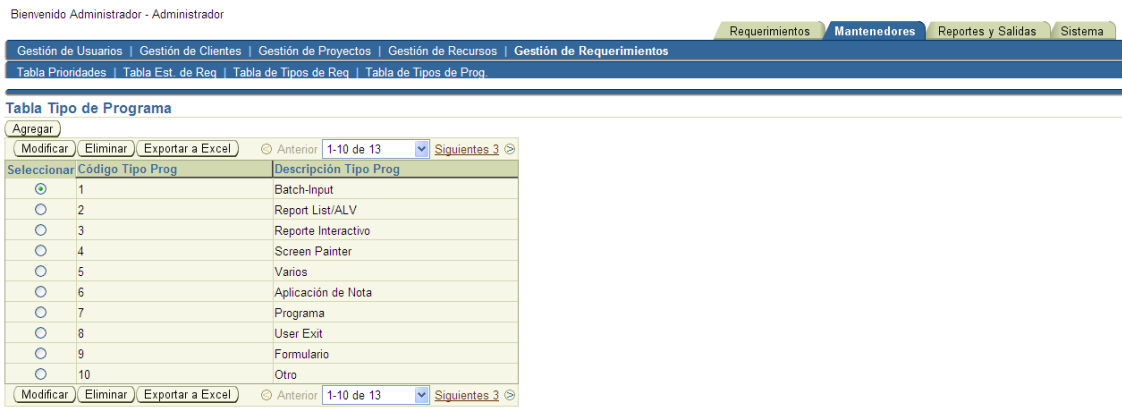 Bienvenido Administrador - Administrador
Requerimientos Mantenedores Reportes y Salidas Sistema
Gestión de Usuarios | Gestión de Clientes | Gestión de Proyectos | Gestión de Recursos | Gestión de Requerimientos
Tabla Prioridades | Tabla Est. de Req | Tabla de Tipos de Req | Tabla de Tipos de Prog.
Tabla Tipo de Programa
Agregar
Modificar Eliminar Exportar a Excel Anterior 1-10 de 13 Siguientes 3
Seleccionar Código Tipo Prog Descripción Tipo Prog
1 Batch-Input
2 Report List/ALV
3 Reporte Interactivo
4 Screen Painter
5 Varios
6 Aplicación de Nota
7 Programa
8 User Exit
9 Formulario
10 Otro
Modificar Eliminar Exportar a Excel Anterior 1-10 de 13 Siguientes 3